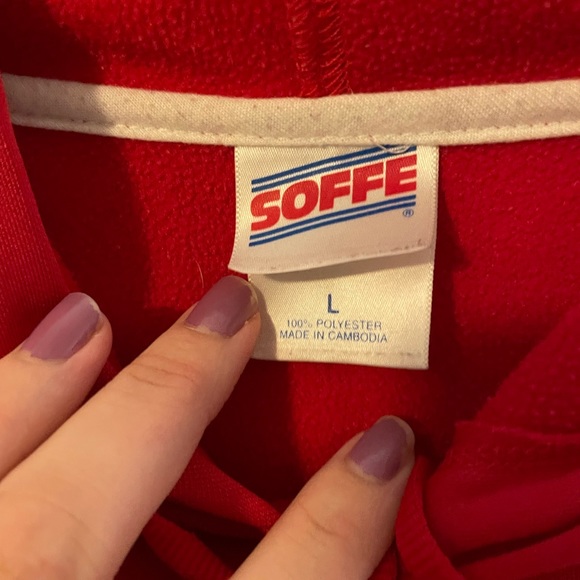 SOFFE®
L
100% POLYESTER
MADE IN CAMBODIA